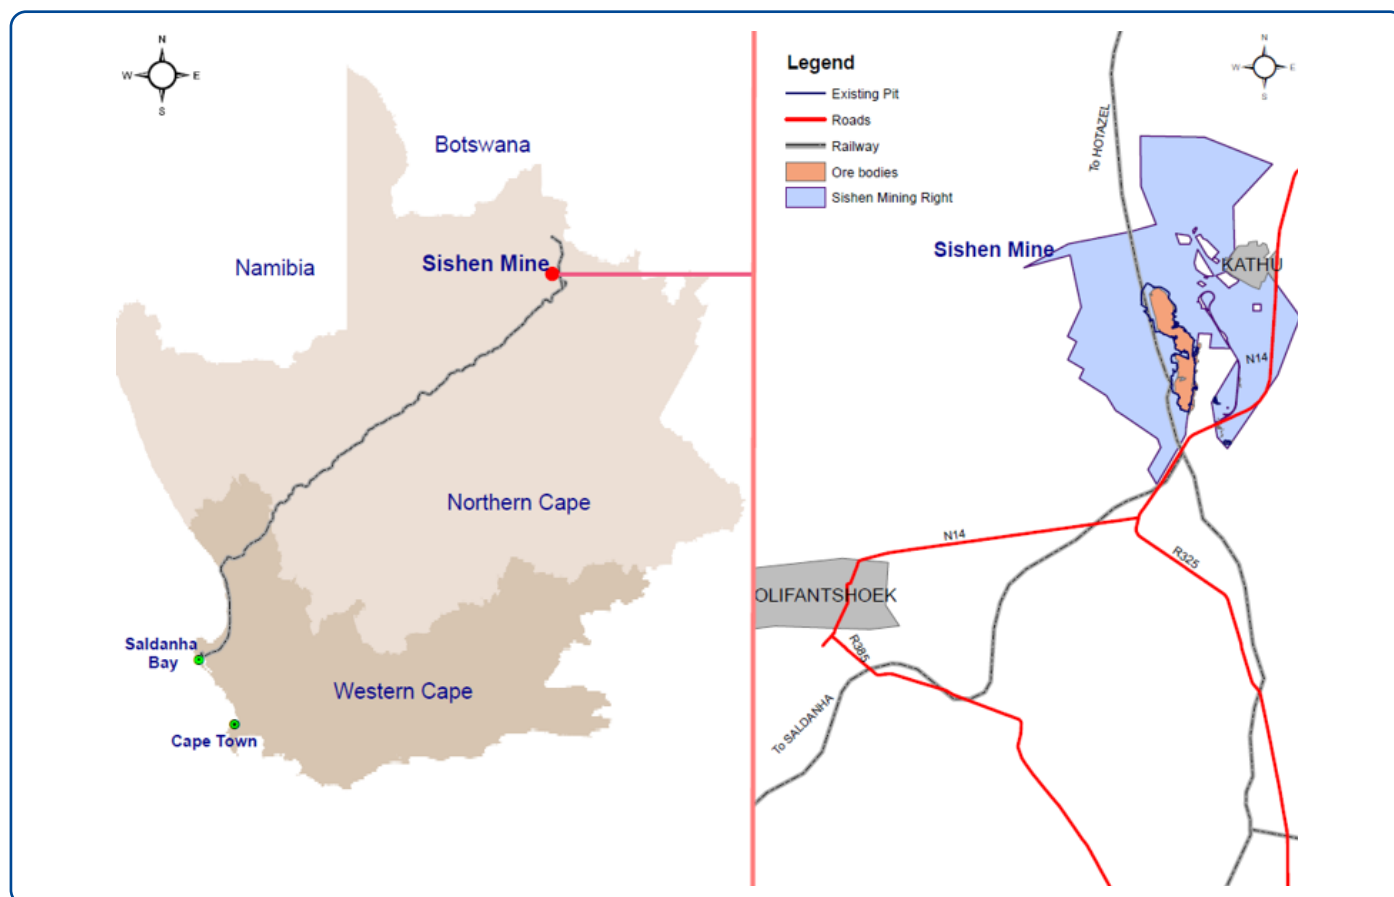 N
W E
S
Botswana
Namibia
Sishen Mine
Northern Cape
Saldanha
Bay
Western Cape
Cape Town
Legend
Existing Pit
Roads
Railway
Ore bodies
Sishen Mining Right
N
W E
S
To HOTAZEL
Sishen Mine
KATHU
N14
N14
R325
OLIFANTSHOEK
R385
To SALDANHA